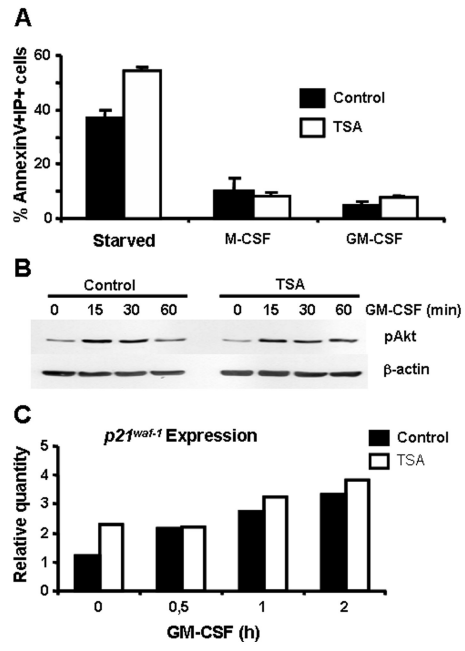 A
% AnnexinV+IP+ cells
60
40
20
0
Control
TSA
Starved M-CSF GM-CSF
B
Control TSA
0 15 30 60 0 15 30 60 GM-CSF (min)
pAkt
β-actin
C
p21waf-1 Expression
Control
TSA
Relative quantity
5
4
3
2
1
0
0 0,5 1 2
GM-CSF (h)